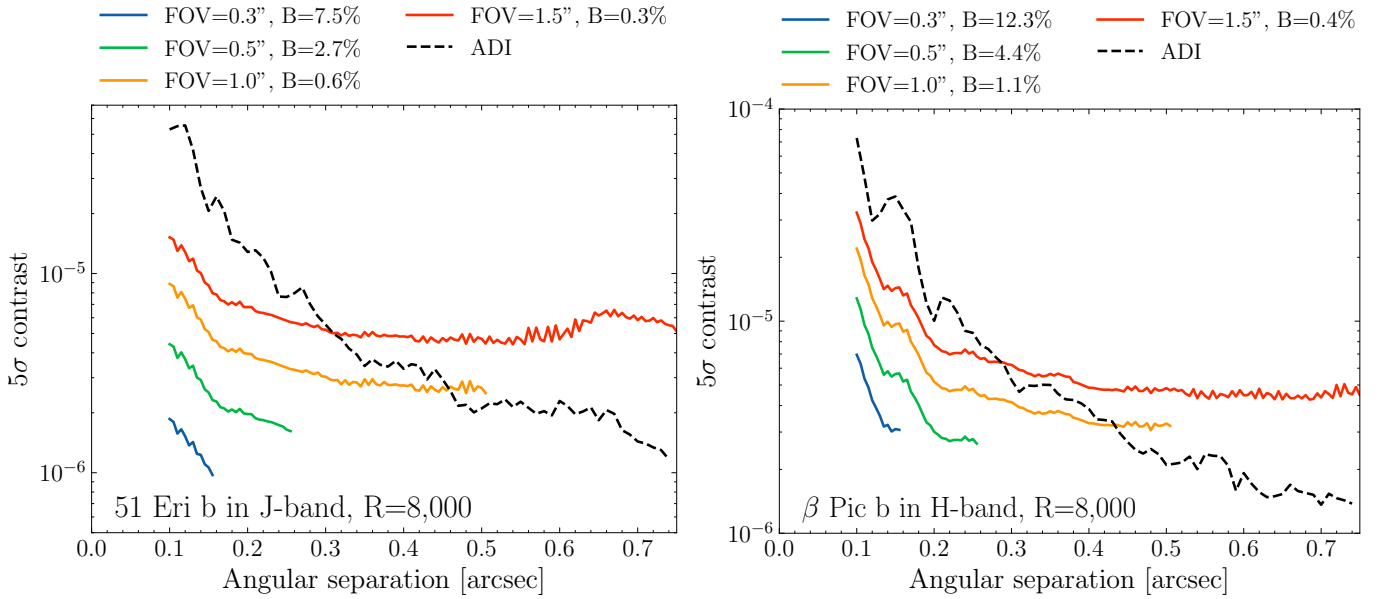 FOV=0.3”, B=7.5%
FOV=0.5”, B=2.7%
FOV=1.0”, B=0.6%
FOV=1.5”, B=0.3%
ADI
5σ contrast
10⁻⁵
10⁻⁶
51 Eri b in J-band, R=8,000
0.0 0.1 0.2 0.3 0.4 0.5 0.6 0.7
Angular separation [arcsec]
FOV=0.3”, B=12.3%
FOV=0.5”, B=4.4%
FOV=1.0”, B=1.1%
FOV=1.5”, B=0.4%
ADI
5σ contrast
10⁻⁴
10⁻⁵
10⁻⁶
β Pic b in H-band, R=8,000
0.0 0.1 0.2 0.3 0.4 0.5 0.6 0.7
Angular separation [arcsec]